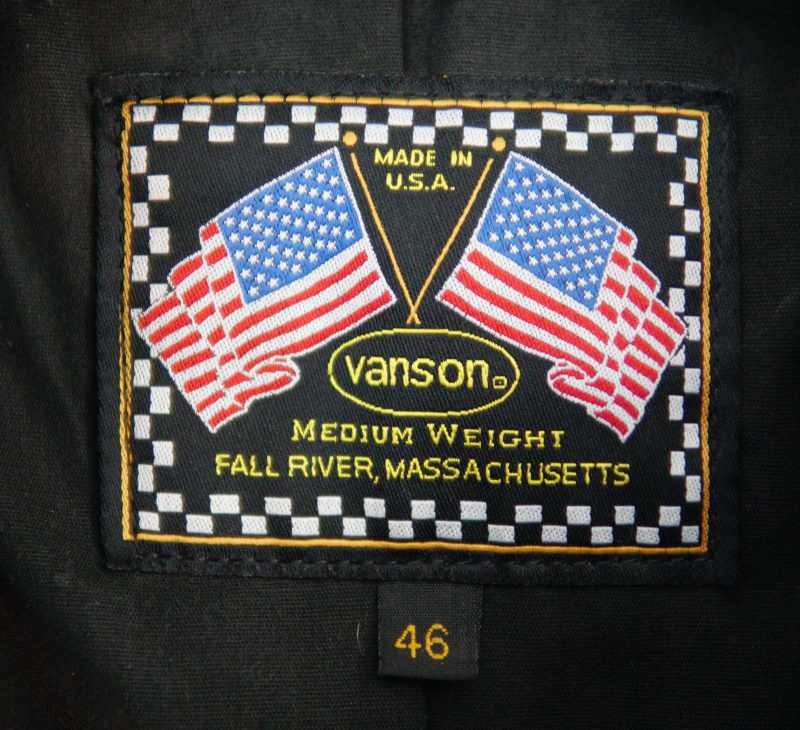 MADE IN
U.S.A.
vanson
MEDIUM WEIGHT
FALL RIVER, MASSACHUSETTS
46